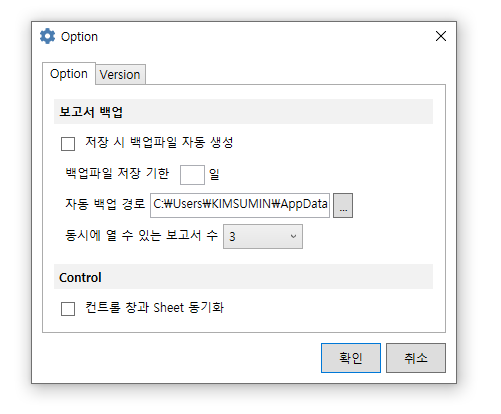 Option
Option Version
보고서 백업
저장 시 백업파일 자동 생성
백업파일 저장 기한 일
자동 백업 경로 C:₩Users₩KIMSUMIN₩AppData ...
동시에 열 수 있는 보고서 수 3
Control
컨트롤 창과 Sheet 동기화
확인 취소